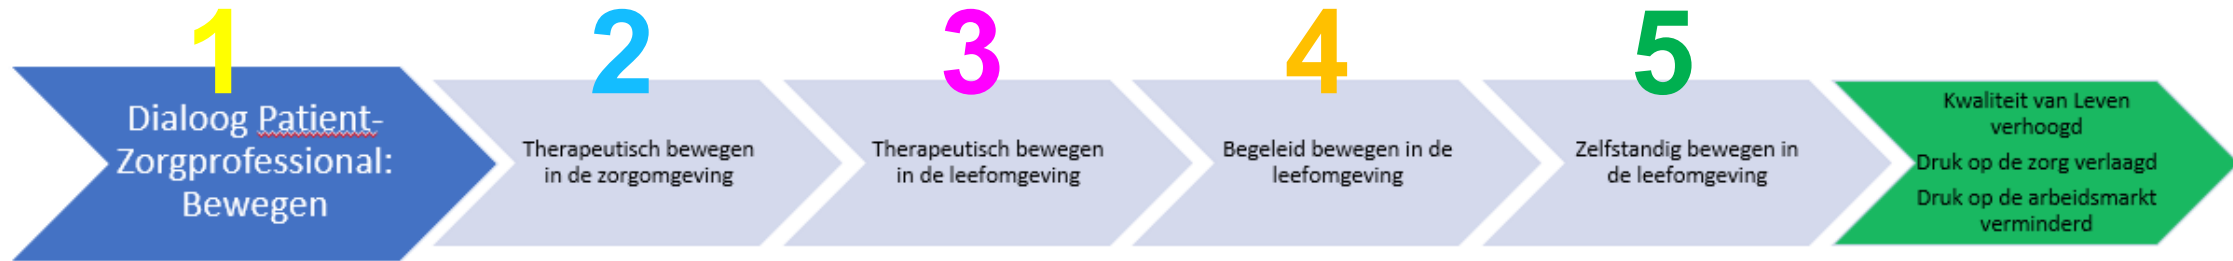 1
Dialoog Patient-
Zorgprofessional:
Bewegen
2
Therapeutisch bewegen
in de zorgomgeving
3
Therapeutisch bewegen
in de leefomgeving
4
Begeleid bewegen in de
leefomgeving
5
Zelfstandig bewegen in
de leefomgeving
Kwaliteit van Leven
verhoogd
Druk op de zorg verlaagd
Druk op de arbeidsmarkt
verminderd